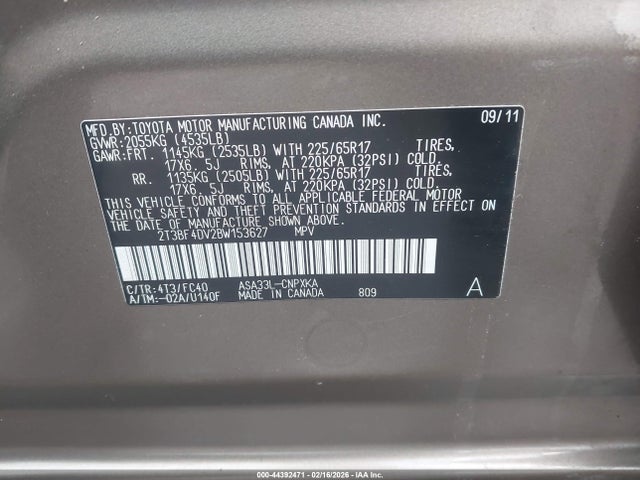 MFD.BY:TOYOTA MOTOR MANUFACTURING CANADA INC. 09/11
GVWR:2055KG (4535LB)
GAWR:FRT. 1145KG (2535LB) WITH 225/65R17 TIRES,
17X6. 5J RIMS, AT 220KPA (32PSI) COLD.
RR. 1135KG (2505LB) WITH 225/65R17 TIRES,
17X6. 5J RIMS, AT 220KPA (32PSI) COLD.
THIS VEHICLE CONFORMS TO ALL APPLICABLE FEDERAL MOTOR
VEHICLE SAFETY AND THEFT PREVENTION STANDARDS IN EFFECT ON
THE DATE OF MANUFACTURE SHOWN ABOVE.
2T3BF4DV2BW153627 MPV
C/TR:4T3/FC40 ASA33L-CNPXKA
A/TM:-02A/U140F MADE IN CANADA 809 A
000-44392471 - 02/16/2026 - IAAI.CA